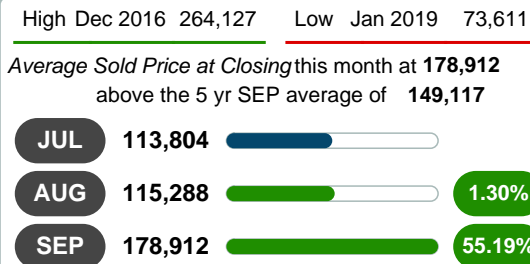 High Dec 2016 264,127 Low Jan 2019 73,611
Average Sold Price at Closing this month at 178,912
above the 5 yr SEP average of 149,117
JUL 113,804
AUG 115,288 1.30%
SEP 178,912 55.19%